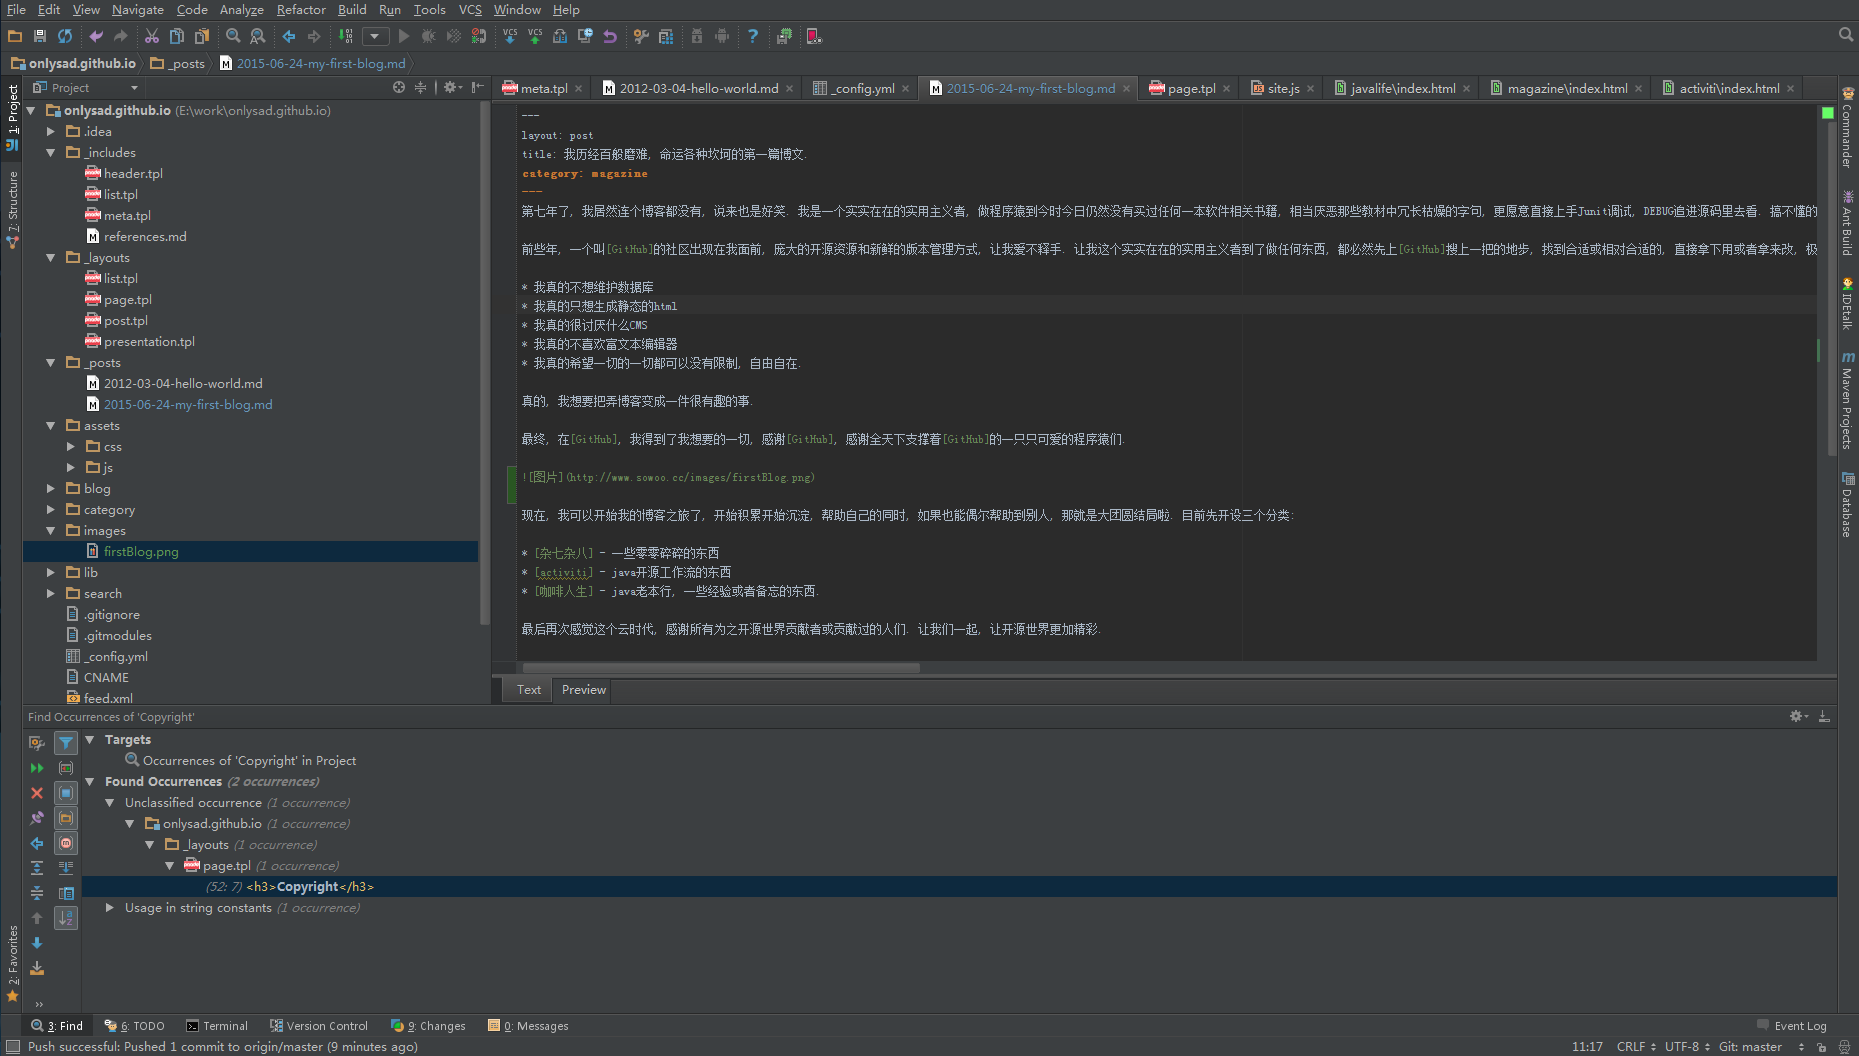 File Edit View Navigate Code Analyze Refactor Build Run Tools VCS Window Help
onlysad.github.io _posts 2015-06-24-my-first-blog.md
1: Project
7: Structure
2: Favorites
Project
onlysad.github.io (E:\work\onlysad.github.io)
.idea
_includes
header.tpl
list.tpl
meta.tpl
references.md
_layouts
list.tpl
page.tpl
post.tpl
presentation.tpl
_posts
2012-03-04-hello-world.md
2015-06-24-my-first-blog.md
assets
css
js
blog
category
images
firstBlog.png
lib
search
.gitignore
.gitmodules
_config.yml
CNAME
feed.xml
meta.tpl 2012-03-04-hello-world.md _config.yml 2015-06-24-my-first-blog.md page.tpl site.js javalife\index.html magazine\index.html activiti\index.html
---
layout: post
title: 我历经百般磨难, 命运各种坎坷的第一篇博文.
category: magazine
---
第七年了, 我居然连个博客都没有, 说来也是好笑. 我是一个实实在在的实用主义者, 做程序猿到今时今日仍然没有买过任何一本软件相关书籍, 相当厌恶那些教材中冗长枯燥的字句, 更愿意直接上手Junit调试, DEBUG追进源码里去看. 搞不懂的
前些年, 一个叫[GitHub]的社区出现在我面前, 庞大的开源资源和新鲜的版本管理方式, 让我爱不释手. 让我这个实实在在的实用主义者到了做任何东西, 都必然先上[GitHub]搜上一把的地步, 找到合适或相对合适的, 直接拿下用或者拿来改, 极
* 我真的不想维护数据库
* 我真的只想生成静态的html
* 我真的很讨厌什么CMS
* 我真的不喜欢富文本编辑器
* 我真的希望一切的一切都可以没有限制, 自由自在.
真的, 我想要把弄博客变成一件很有趣的事.
最终, 在[GitHub], 我得到了我想要的一切, 感谢[GitHub], 感谢全天下支撑着[GitHub]的一只只可爱的程序猿们.
![图片](http://www.sowoo.cc/images/firstBlog.png)
现在, 我可以开始我的博客之旅了, 开始积累开始沉淀, 帮助自己的同时, 如果也能偶尔帮助到别人, 那就是大团圆结局啦. 目前先开设三个分类:
* [杂七杂八] - 一些零零碎碎的东西
* [activiti] - java开源工作流的东西
* [咖啡人生] - java老本行, 一些经验或者备忘的东西.
最后再次感觉这个云时代, 感谢所有为之开源世界贡献者或贡献过的人们. 让我们一起, 让开源世界更加精彩.
Text Preview
Commander
Ant Build
IDEtalk
Maven Projects
Database
Find Occurrences of 'Copyright'
Targets
Occurrences of 'Copyright' in Project
Found Occurrences (2 occurrences)
Unclassified occurrence (1 occurrence)
onlysad.github.io (1 occurrence)
_layouts (1 occurrence)
page.tpl (1 occurrence)
(52: 7) <h3>Copyright</h3>
Usage in string constants (1 occurrence)
3: Find 6: TODO Terminal Version Control 9: Changes 0: Messages Event Log
Push successful: Pushed 1 commit to origin/master (9 minutes ago) 11:17 CRLF UTF-8 Git: master